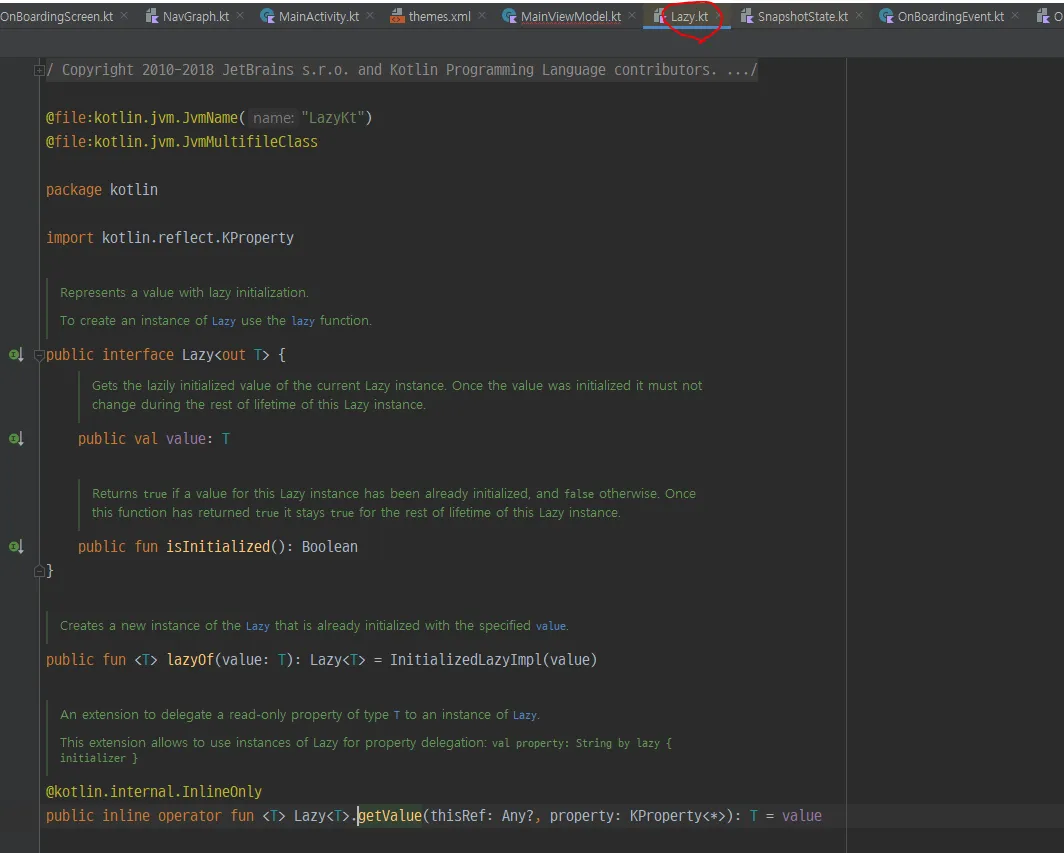 OnBoardingScreen.kt NavGraph.kt MainActivity.kt themes.xml MainViewModel.kt Lazy.kt SnapshotState.kt OnBoardingEvent.kt O
/ Copyright 2010-2018 JetBrains s.r.o. and Kotlin Programming Language contributors. .../
@file:kotlin.jvm.JvmName( name: "LazyKt")
@file:kotlin.jvm.JvmMultifileClass
package kotlin
import kotlin.reflect.KProperty
Represents a value with lazy initialization.
To create an instance of Lazy use the lazy function.
public interface Lazy<out T> {
Gets the lazily initialized value of the current Lazy instance. Once the value was initialized it must not
change during the rest of lifetime of this Lazy instance.
public val value: T
Returns true if a value for this Lazy instance has been already initialized, and false otherwise. Once
this function has returned true it stays true for the rest of lifetime of this Lazy instance.
public fun isInitialized(): Boolean
}
Creates a new instance of the Lazy that is already initialized with the specified value.
public fun <T> lazyOf(value: T): Lazy<T> = InitializedLazyImpl(value)
An extension to delegate a read-only property of type T to an instance of Lazy.
This extension allows to use instances of Lazy for property delegation: val property: String by lazy {
initializer }
@kotlin.internal.InlineOnly
public inline operator fun <T> Lazy<T>.getValue(thisRef: Any?, property: KProperty<*>): T = value